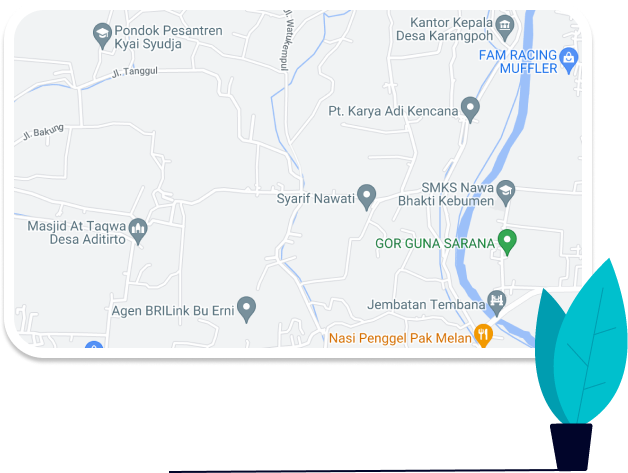 Pondok Pesantren
Kyai Syudja
Jl. Watukempul
Kantor Kepala
Desa Karangpoh
FAM RACING
MUFFLER
Jl. Tanggul
Pt. Karya Adi Kencana
Jl. Bakung
Syarif Nawati
SMKS Nawa
Bhakti Kebumen
Masjid At Taqwa
Desa Aditirto
GOR GUNA SARANA
Agen BRILink Bu Erni
Jembatan Tembana
Nasi Penggel Pak Melan